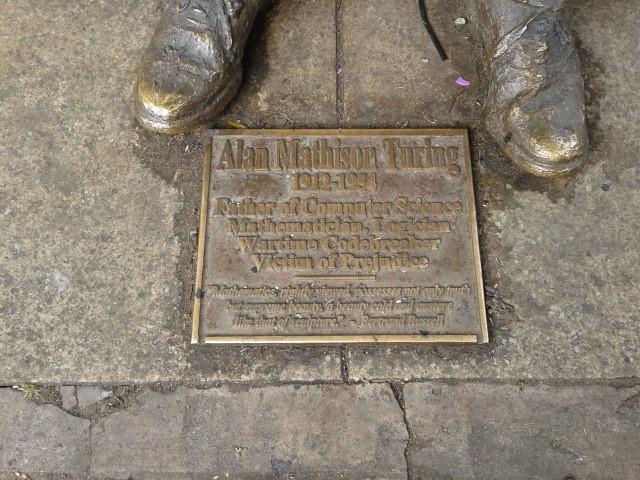 Alan Mathison Turing
1912-1954
Father of Computer Science
Mathematician, Logician
Wartime Codebreaker
Victim of Prejudice
"Mathematics, rightly viewed, possesses not only truth
but supreme beauty, a beauty cold and austere
like that of sculpture." - Bertrand Russell